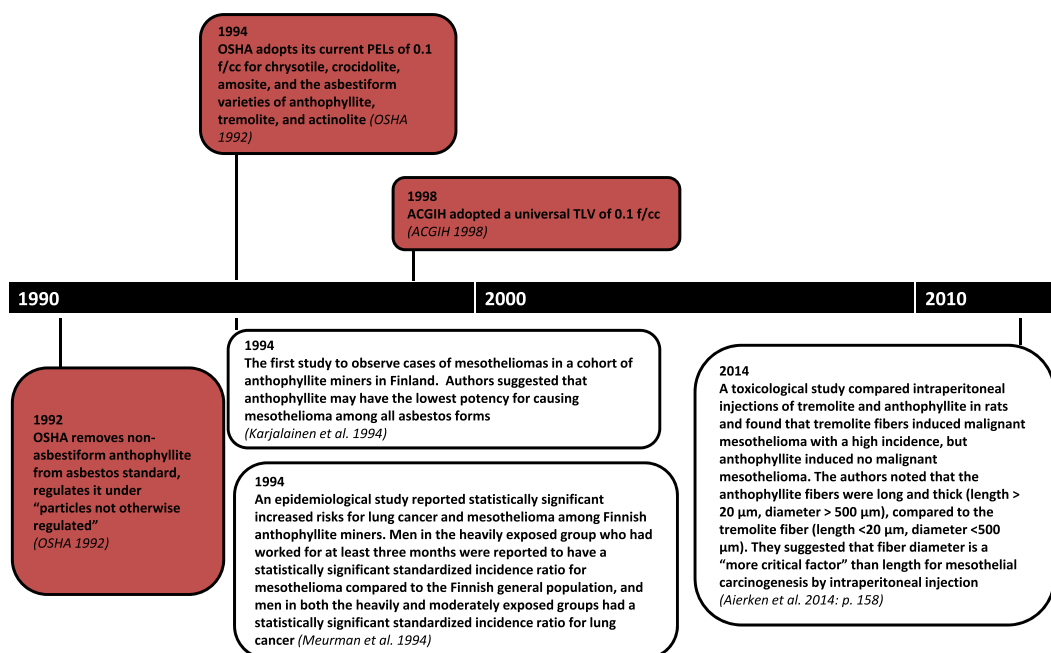 1994
OSHA adopts its current PELs of 0.1
f/cc for chrysotile, crocidolite,
amosite, and the asbestiform
varieties of anthophyllite,
tremolite, and actinolite (OSHA
1992)
1998
ACGIH adopted a universal TLV of 0.1 f/cc
(ACGIH 1998)
1990
2000
2010
1992
OSHA removes non-
asbestiform anthophyllite
from asbestos standard,
regulates it under
“particles not otherwise
regulated”
(OSHA 1992)
1994
The first study to observe cases of mesotheliomas in a cohort of
anthophyllite miners in Finland.  Authors suggested that
anthophyllite may have the lowest potency for causing
mesothelioma among all asbestos forms
(Karjalainen et al. 1994)
1994
An epidemiological study reported statistically significant
increased risks for lung cancer and mesothelioma among Finnish
anthophyllite miners. Men in the heavily exposed group who had
worked for at least three months were reported to have a
statistically significant standardized incidence ratio for
mesothelioma compared to the Finnish general population, and
men in both the heavily and moderately exposed groups had a
statistically significant standardized incidence ratio for lung
cancer (Meurman et al. 1994)
2014
A toxicological study compared intraperitoneal
injections of tremolite and anthophyllite in rats
and found that tremolite fibers induced malignant
mesothelioma with a high incidence, but
anthophyllite induced no malignant
mesothelioma. The authors noted that the
anthophyllite fibers were long and thick (length >
20 μm, diameter > 500 μm), compared to the
tremolite fiber (length <20 μm, diameter <500
μm). They suggested that fiber diameter is a
“more critical factor” than length for mesothelial
carcinogenesis by intraperitoneal injection
(Aierken et al. 2014: p. 158)